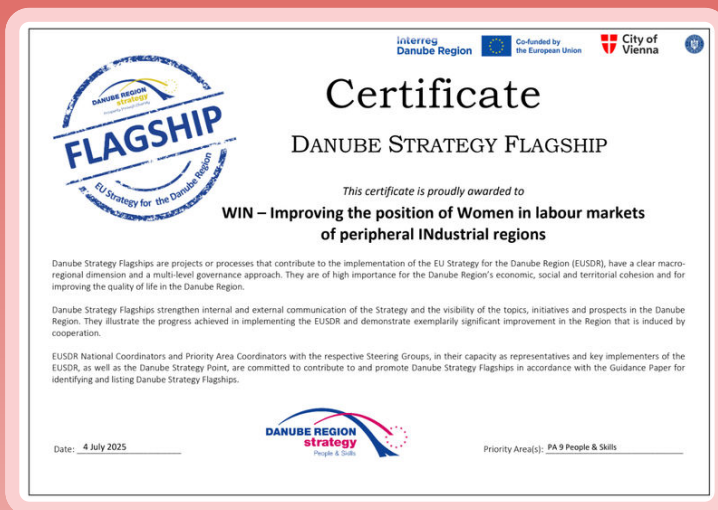 Interreg
Danube Region
Co-funded by
the European Union
City of
Vienna
DANUBE REGION
strategy
FLAGSHIP
EU Strategy for the Danube Region
Certificate
DANUBE STRATEGY FLAGSHIP
This certificate is proudly awarded to
WIN – Improving the position of Women in labour markets
of peripheral INdustrial regions
Danube Strategy Flagships are projects or processes that contribute to the implementation of the EU Strategy for the Danube Region (EUSDR), have a clear macro-
regional dimension and a multi-level governance approach. They are of high importance for the Danube Region's economic, social and territorial cohesion and for
improving the quality of life in the Danube Region.
Danube Strategy Flagships strengthen internal and external communication of the Strategy and the visibility of the topics, initiatives and prospects in the Danube
Region. They illustrate the progress achieved in implementing the EUSDR and demonstrate exemplarily significant improvement in the Region that is induced by
cooperation.
EUSDR National Coordinators and Priority Area Coordinators with the respective Steering Groups, in their capacity as representatives and key implementers of the
EUSDR, as well as the Danube Strategy Point, are committed to contribute to and promote Danube Strategy Flagships in accordance with the Guidance Paper for
identifying and listing Danube Strategy Flagships.
DANUBE REGION
strategy
People & Skills
Date: 4 July 2025
Priority Area(s): PA 9 People & Skills